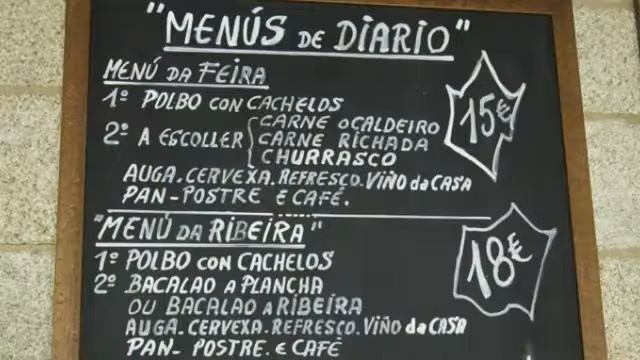 "MENÚS DE DIARIO"
MENÚ DA FEIRA
1º POLBO CON CACHELOS
2º A ESCOLLER { CARNE O CALDEIRO
CARNE RICHADA
CHURRASCO
15€
AUGA. CERVEXA. REFRESCO. VIÑO da CASA
PAN - POSTRE E CAFÉ.
"MENÚ DA RIBEIRA"
1º POLBO CON CACHELOS
2º BACALAO A PLANCHA
OU BACALAO A RIBEIRA
18€
AUGA. CERVEXA. REFRESCO. VIÑO da CASA
PAN - POSTRE. E CAFÉ